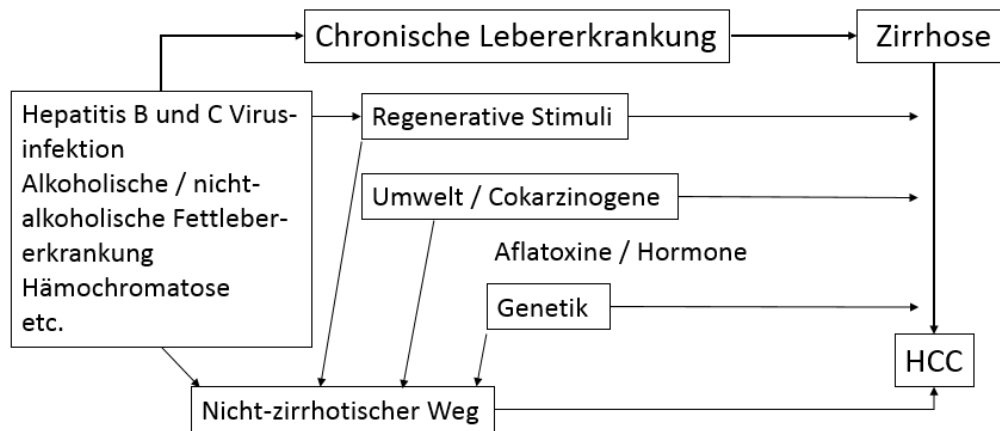 Chronische Lebererkrankung
Zirrhose
Hepatitis B und C Virus-
infektion
Alkoholische / nicht-
alkoholische Fettleber-
erkrankung
Hämochromatose
etc.
Regenerative Stimuli
Umwelt / Cokarzinogene
Aflatoxine / Hormone
Genetik
HCC
Nicht-zirrhotischer Weg